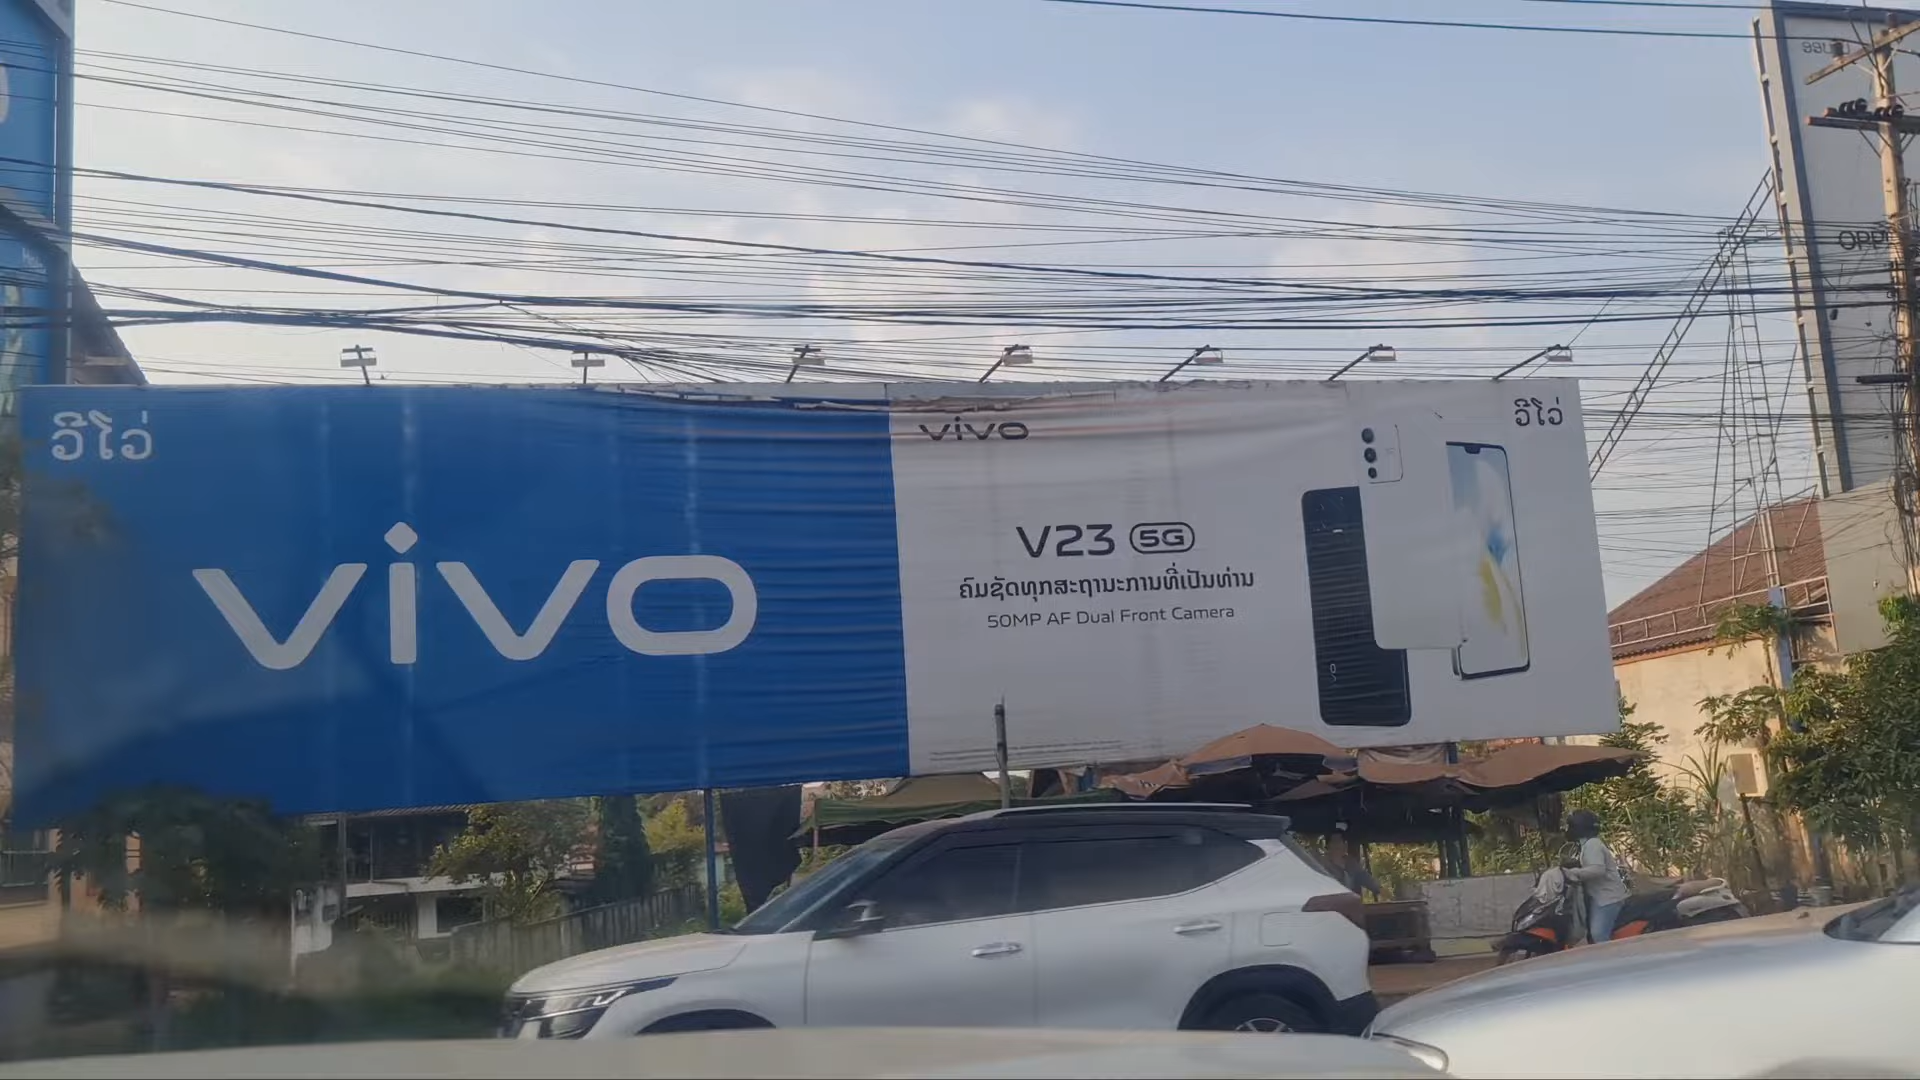 ວີໂວ່
vivo
vivo
ວີໂວ່
V23 5G
ຄົມຊັດທຸກສະຖານະການທີ່ເປັນທ່ານ
50MP AF Dual Front Camera
OPP